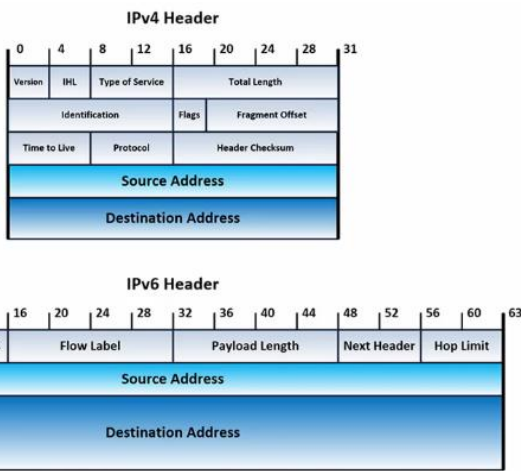 IPv4 Header
0 4 8 12 16 20 24 28 31
Version IHL Type of Service Total Length
Identification Flags Fragment Offset
Time to Live Protocol Header Checksum
Source Address
Destination Address
IPv6 Header
16 20 24 28 32 36 40 44 48 52 56 60 63
Flow Label Payload Length Next Header Hop Limit
Source Address
Destination Address